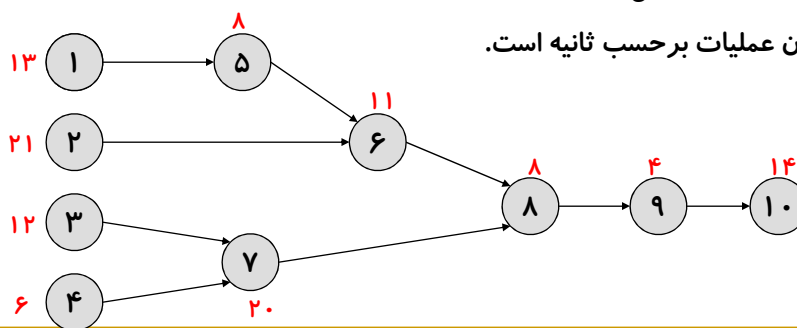 ن عملیات برحسب ثانیه است.
۸
۱۳ ۱ ۵
۱۱
۲۱ ۲ ۶
۸ ۴ ۱۴
۸ ۹ ۱۰
۱۲ ۳
۷
۶ ۴ ۲۰